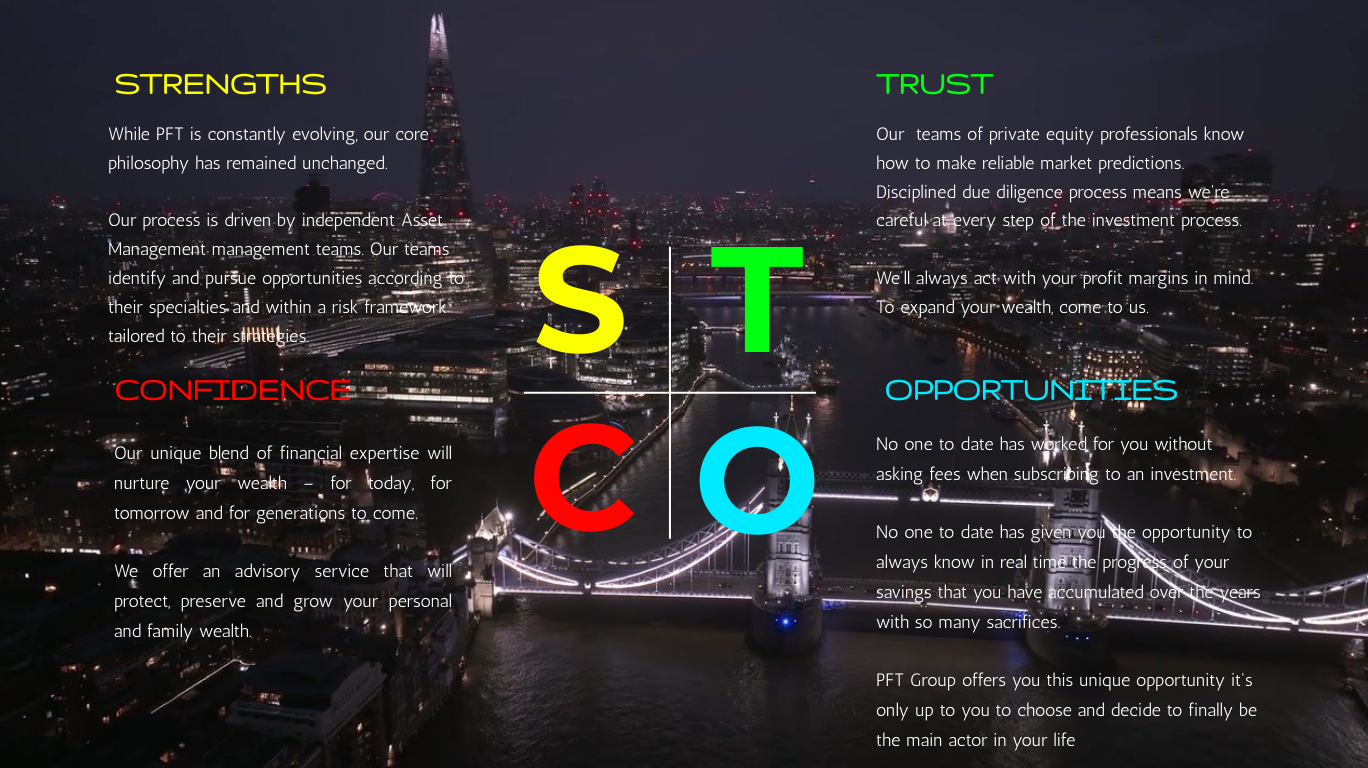 STRENGTHS
While PFT is constantly evolving, our core
philosophy has remained unchanged.
Our process is driven by independent Asset
Management management teams. Our teams
identify and pursue opportunities according to
their specialties and within a risk framework
tailored to their strategies.
TRUST
Our teams of private equity professionals know
how to make reliable market predictions.
Disciplined due diligence process means we're
careful at every step of the investment process.
We'll always act with your profit margins in mind.
To expand your wealth, come to us.
S
T
C
O
CONFIDENCE
Our unique blend of financial expertise will
nurture your wealth – for today, for
tomorrow and for generations to come.
We offer an advisory service that will
protect, preserve and grow your personal
and family wealth.
OPPORTUNITIES
No one to date has worked for you without
asking fees when subscribing to an investment.
No one to date has given you the opportunity to
always know in real time the progress of your
savings that you have accumulated over the years
with so many sacrifices.
PFT Group offers you this unique opportunity it's
only up to you to choose and decide to finally be
the main actor in your life